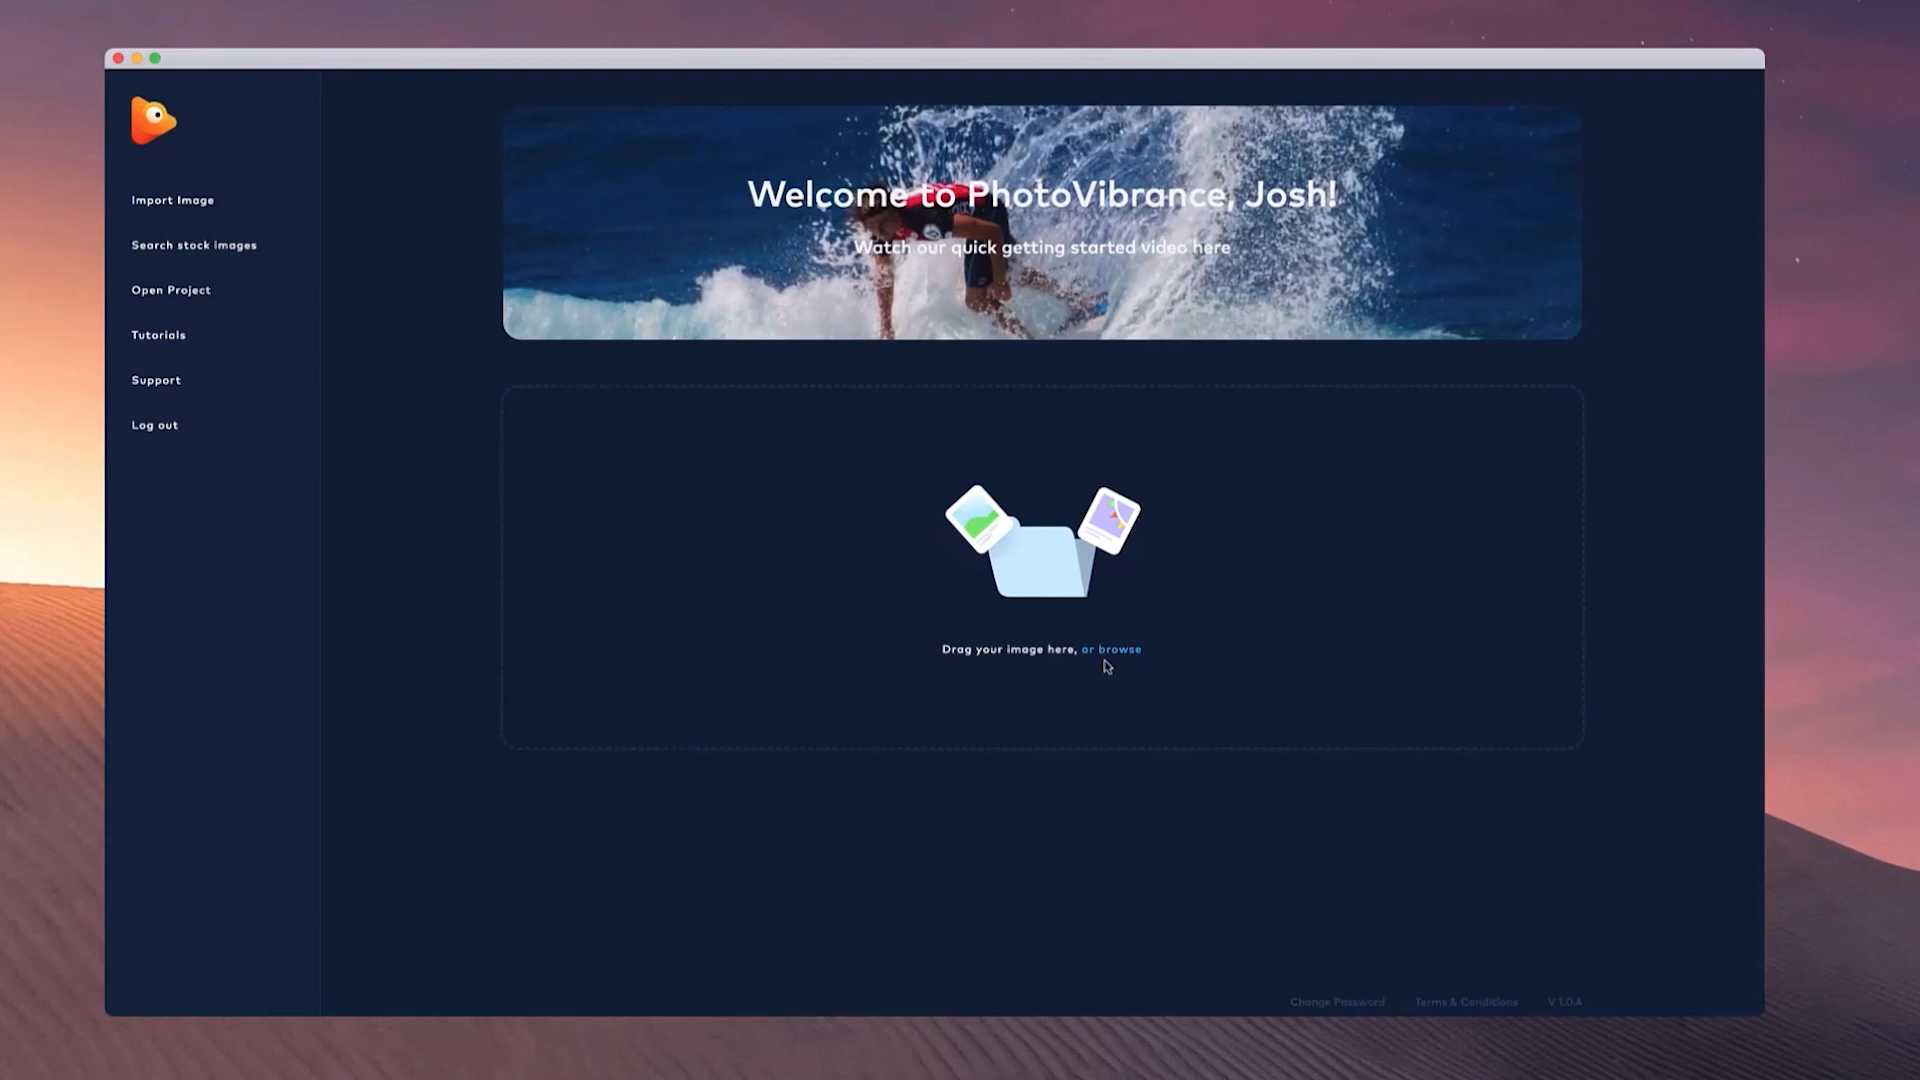 Welcome to PhotoVibrance, Josh!
Watch our quick getting started video here
Import Image
Search stock images
Open Project
Tutorials
Support
Log out
Drag your image here, or browse
Change Password Terms & Conditions V 1.0.4